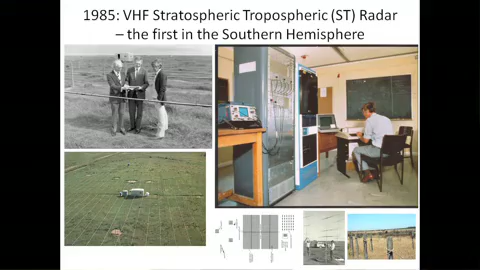 1985: VHF Stratospheric Tropospheric (ST) Radar
– the first in the Southern Hemisphere